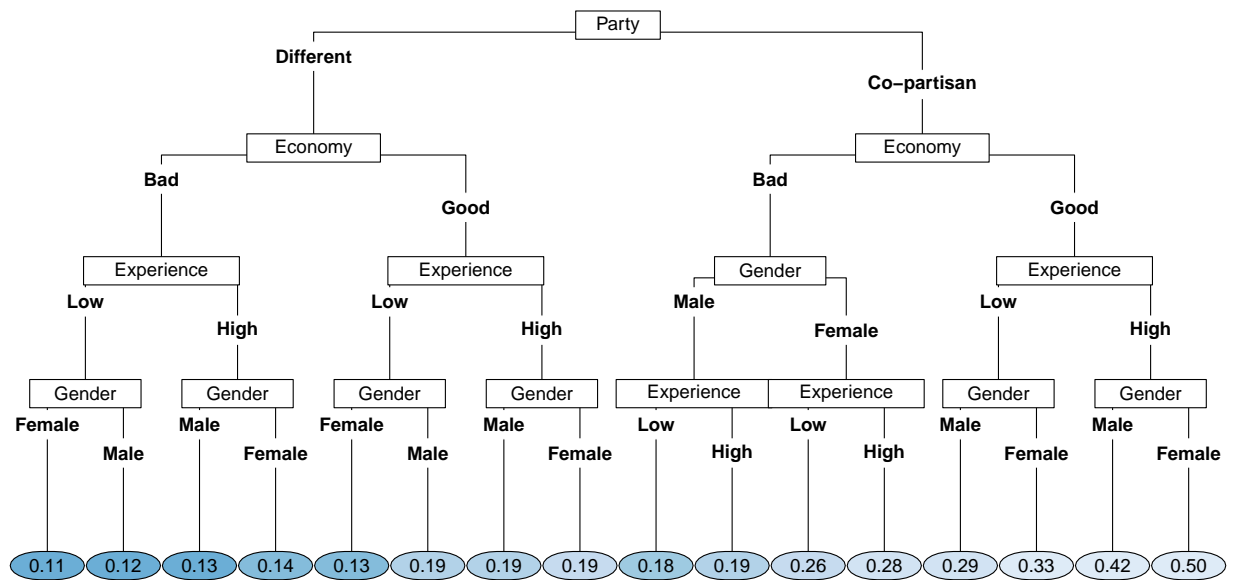 Party
Different
Co−partisan
Economy Economy
Bad Bad
Good Good
Experience Experience Gender Experience
Low Low Male Low
High High Female High
Gender Gender Gender Gender Experience Experience Gender Gender
Female Male Female Male Low Low Male Male
Male Female Male Female High High Female Female
0.11 0.12 0.13 0.14 0.13 0.19 0.19 0.19 0.18 0.19 0.26 0.28 0.29 0.33 0.42 0.50